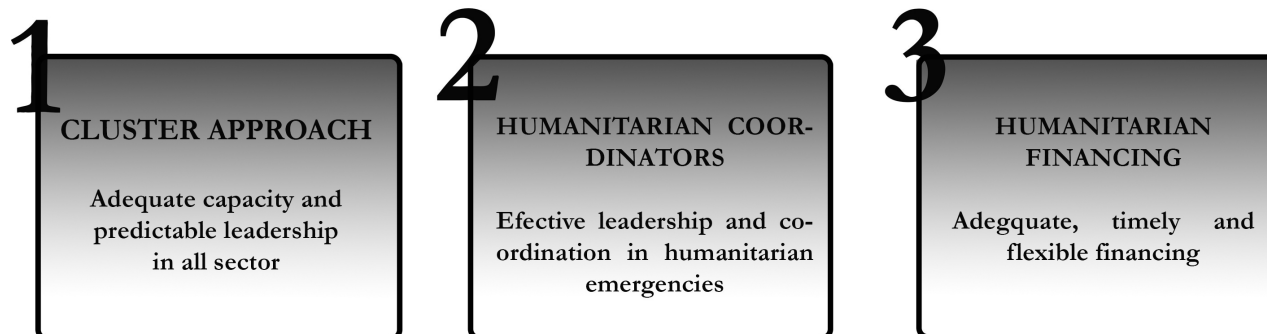 1
CLUSTER APPROACH
Adequate capacity and
predictable leadership
in all sector
2
HUMANITARIAN COOR-
DINATORS
Efective leadership and co-
ordination in humanitarian
emergencies
3
HUMANITARIAN
FINANCING
Adegquate, timely and
flexible financing